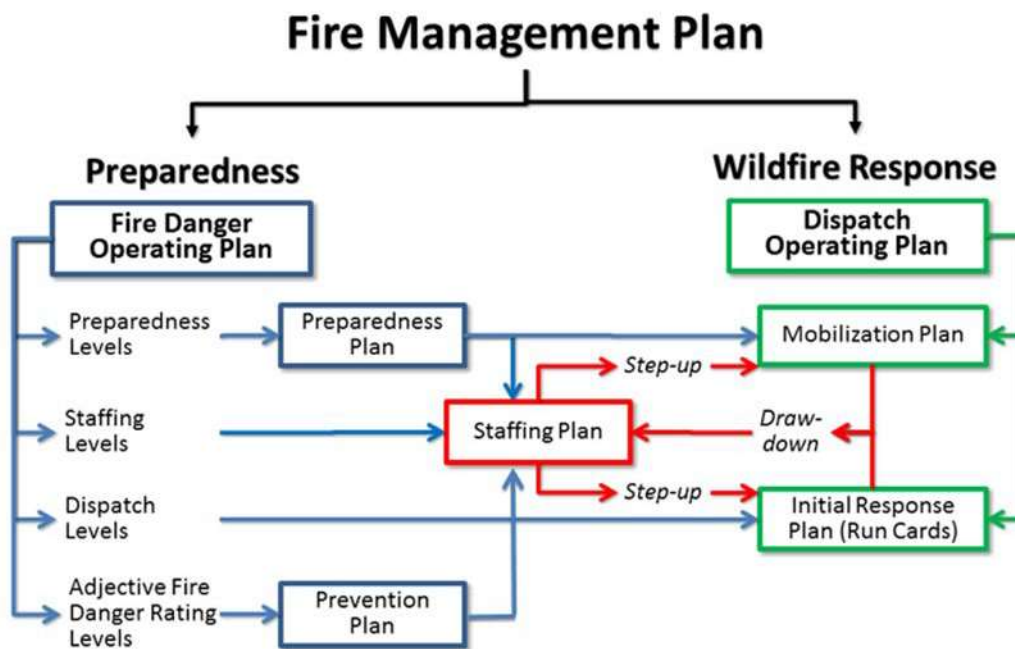 Fire Management Plan
Preparedness
Wildfire Response
Fire Danger
Operating Plan
Dispatch
Operating Plan
Preparedness
Levels
Preparedness
Plan
Mobilization Plan
Step-up
Staffing
Levels
Staffing Plan
Draw-
down
Step-up
Dispatch
Levels
Initial Response
Plan (Run Cards)
Adjective Fire
Danger Rating
Levels
Prevention
Plan